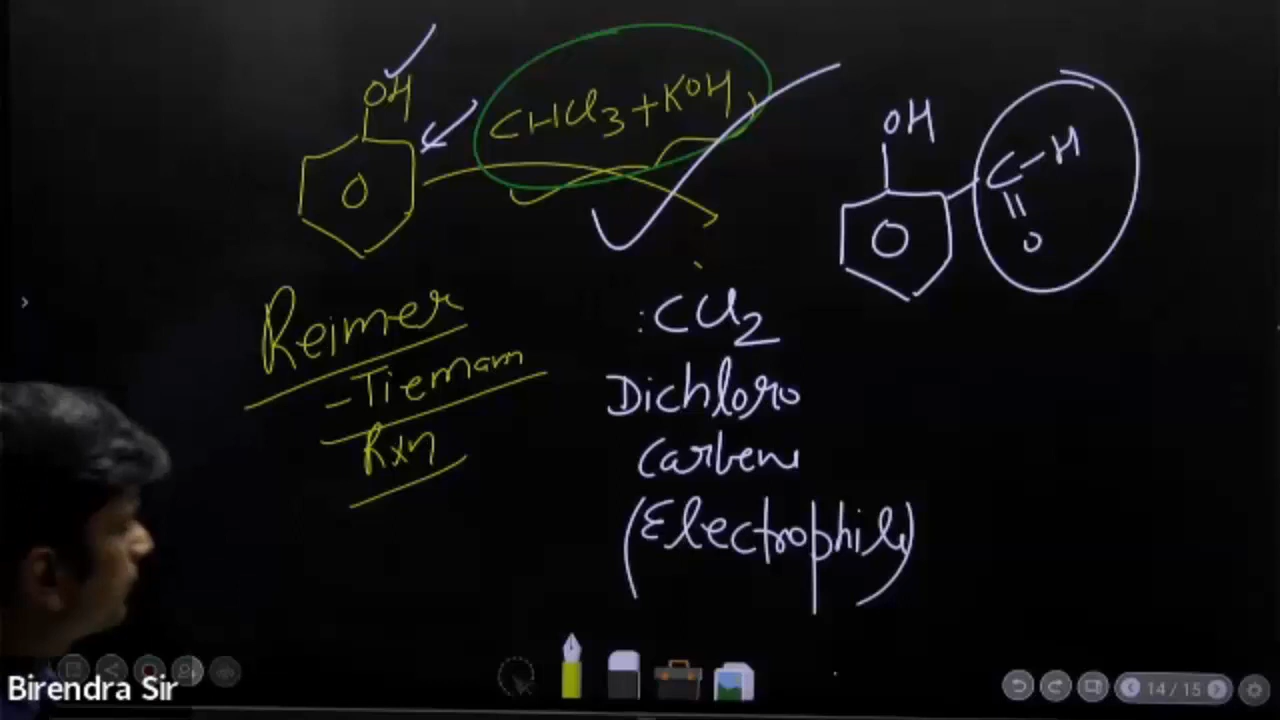 OH
CHCl3 + KOH
OH
C-H
O
O
O
Reimer
-Tiemann
Rxn
:CCl2
Dichloro
Carbene
(Electrophile)
Birendra Sir
14 / 15